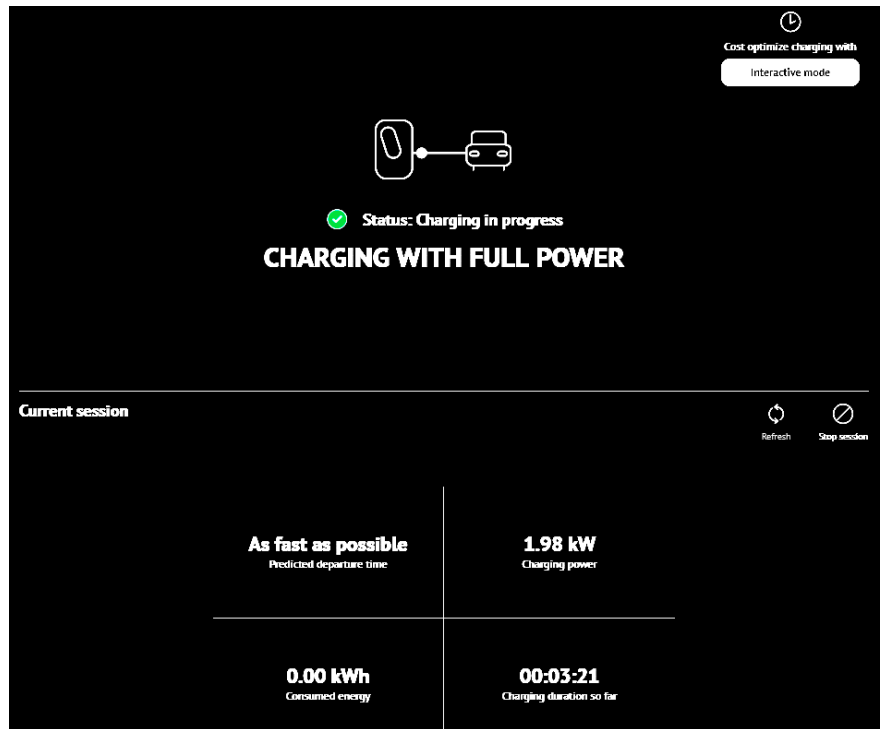 Cost optimize charging with
Interactive mode
Status: Charging in progress
CHARGING WITH FULL POWER
Current session
Refresh
Stop session
As fast as possible
Predicted departure time
1.98 kW
Charging power
0.00 kWh
Consumed energy
00:03:21
Charging duration so far